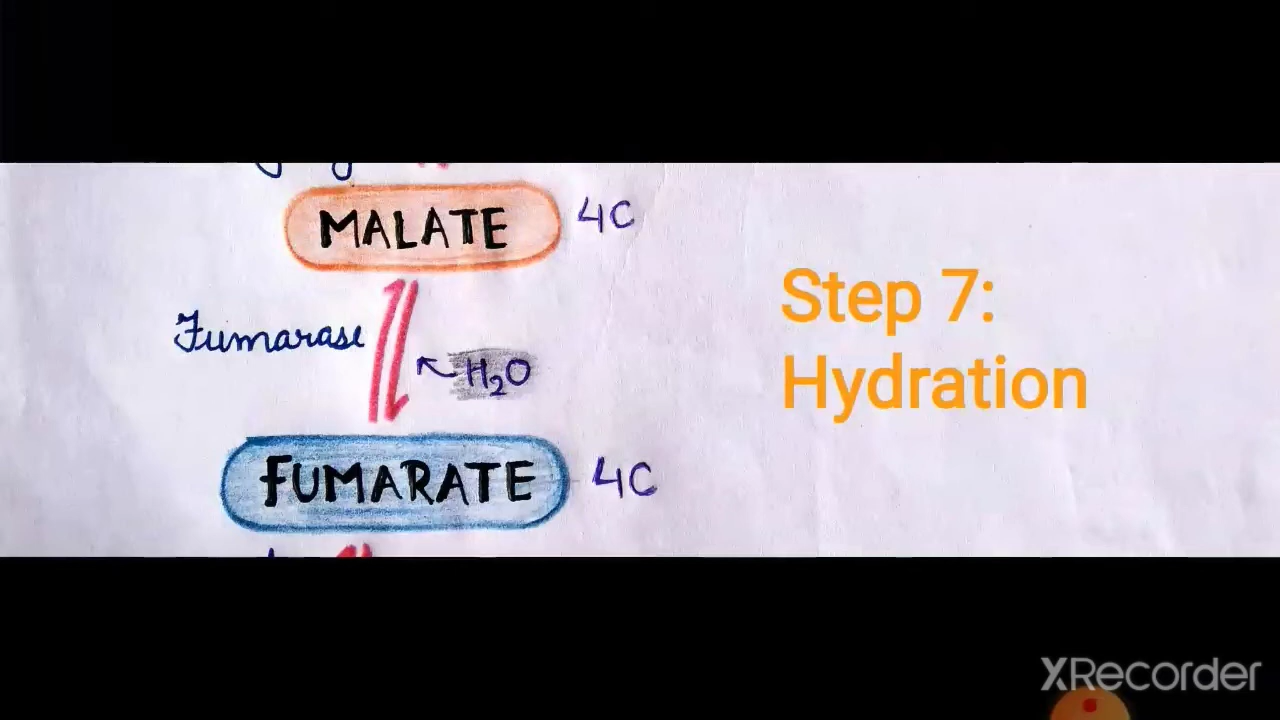 MALATE 4C
Fumarase
H₂O
FUMARATE 4C
Step 7:
Hydration
XRecorder